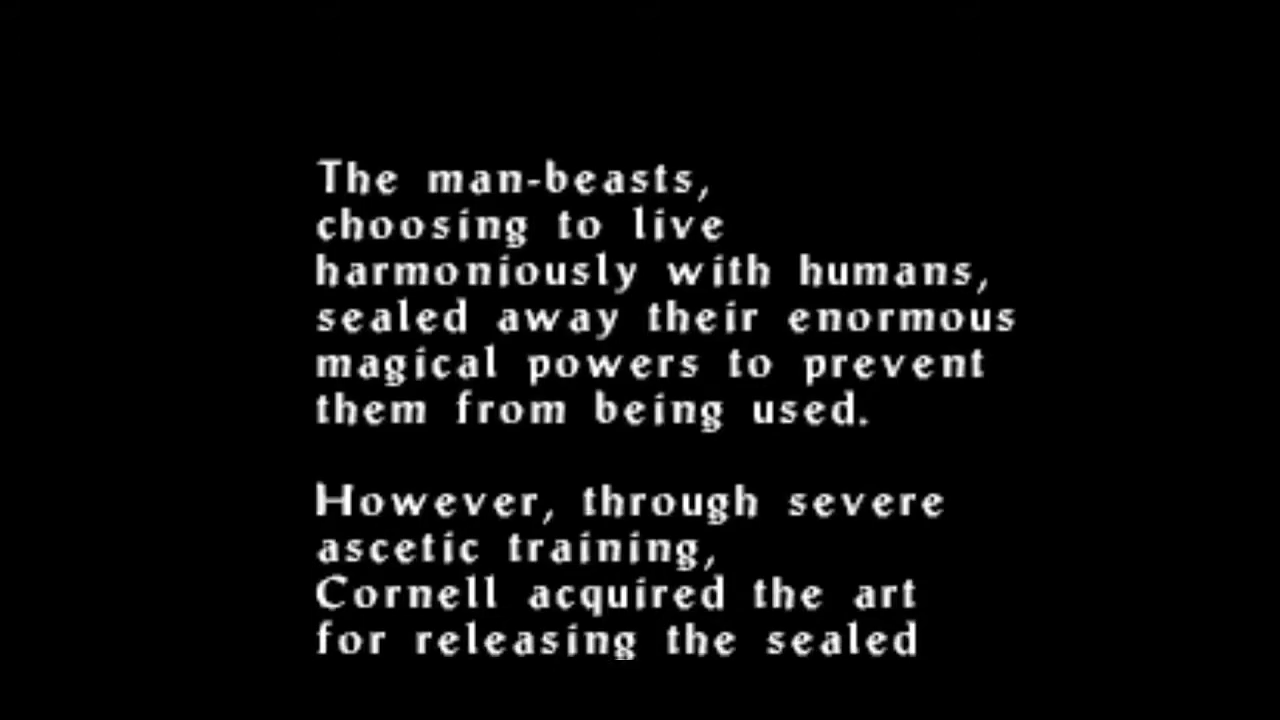 The man-beasts,
choosing to live
harmoniously with humans,
sealed away their enormous
magical powers to prevent
them from being used.
However, through severe
ascetic training,
Cornell acquired the art
for releasing the sealed